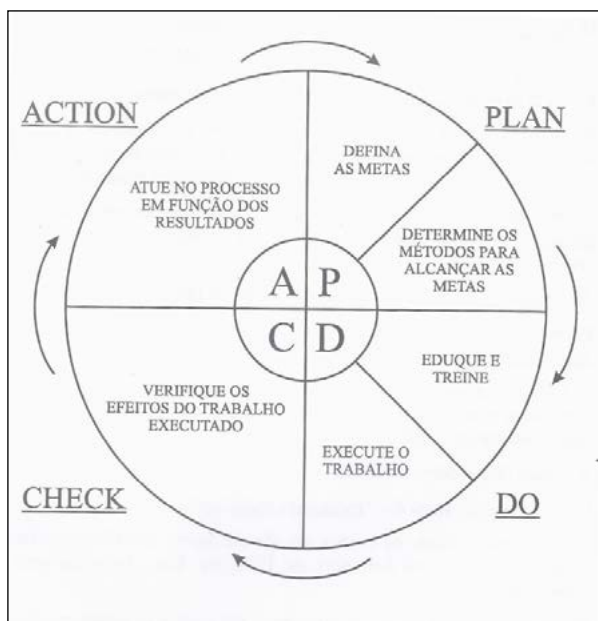 ACTION
PLAN
DEFINA
AS METAS
ATUE NO PROCESSO
EM FUNÇÃO DOS
RESULTADOS
DETERMINE OS
MÉTODOS PARA
ALCANÇAR AS
METAS
A P
C D
EDUQUE E
TREINE
VERIFIQUE OS
EFEITOS DO TRABALHO
EXECUTADO
EXECUTE O
TRABALHO
CHECK
DO